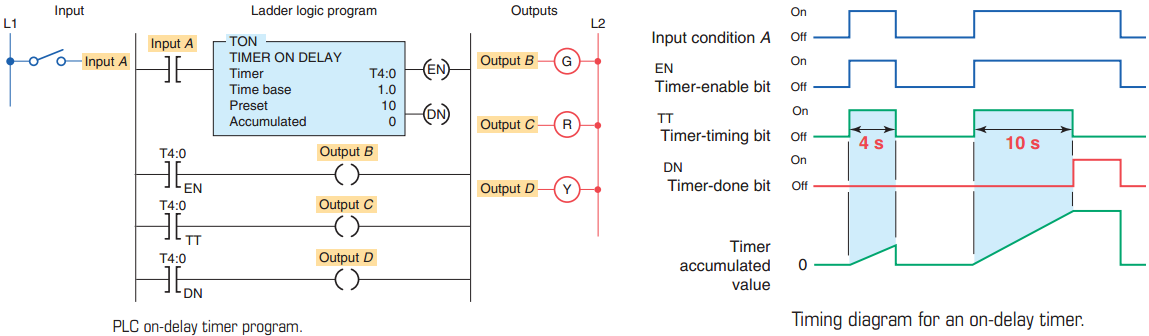 Input
Ladder logic program
Outputs
L1
L2
Input A
Input A
TON
TIMER ON DELAY
Timer T4:0
Time base 1.0
Preset 10
Accumulated 0
EN
DN
Output B
G
Output C
R
Output D
Y
T4:0
EN
Output B
T4:0
TT
Output C
T4:0
DN
Output D
PLC on-delay timer program.
On
Input condition A Off
On
EN
Timer-enable bit Off
On
TT
Timer-timing bit Off
4 s
10 s
On
DN
Timer-done bit Off
Timer
accumulated 0
value
Timing diagram for an on-delay timer.